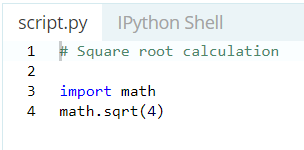 script.py IPython Shell
1 # Square root calculation
2
3 import math
4 math.sqrt(4)